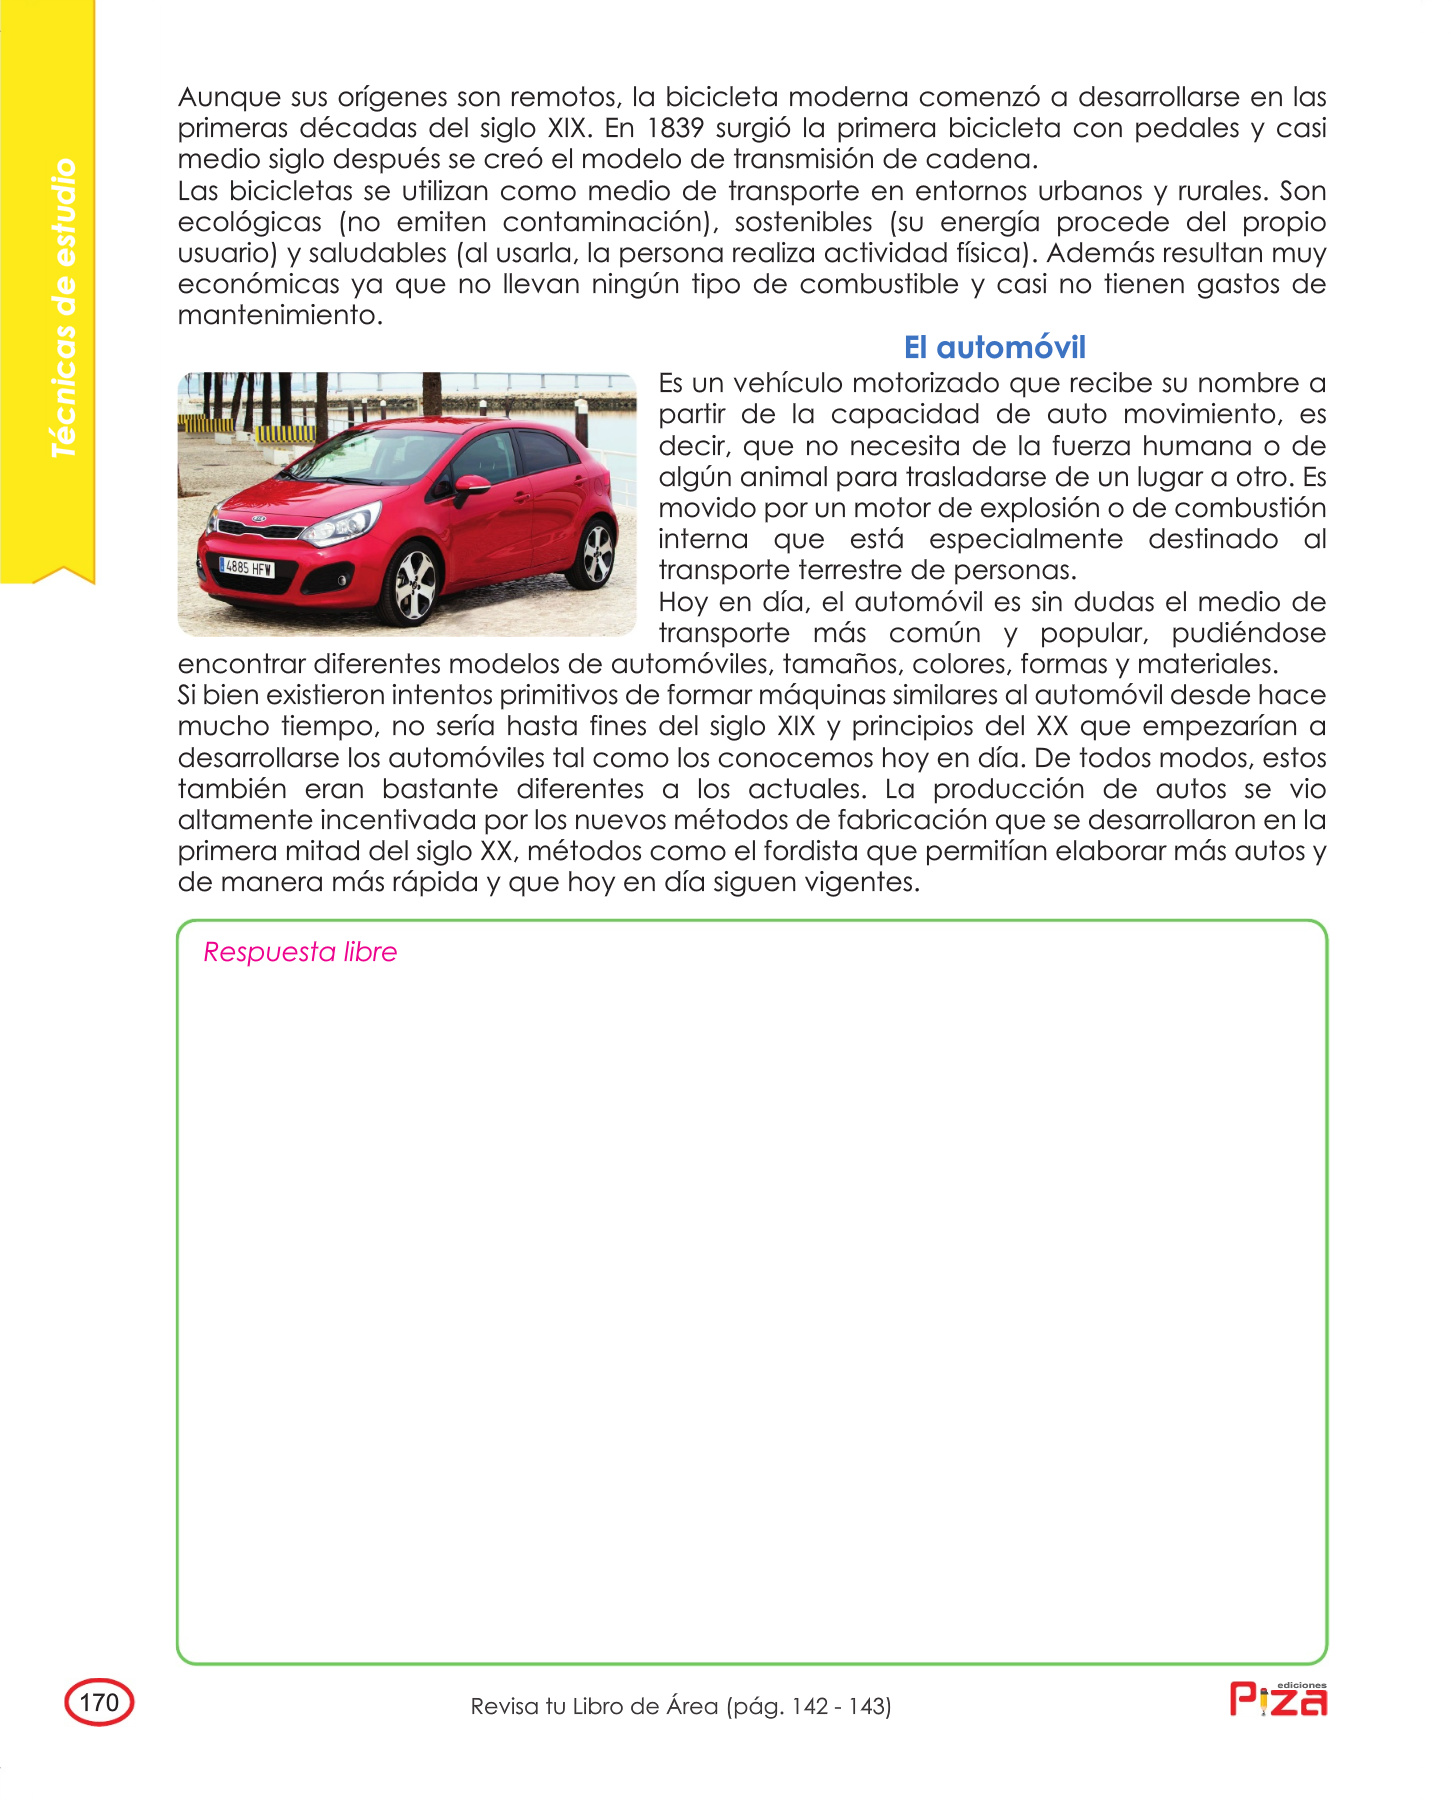 Técnicas de estudio
Aunque sus orígenes son remotos, la bicicleta moderna comenzó a desarrollarse en las
primeras décadas del siglo XIX. En 1839 surgió la primera bicicleta con pedales y casi
medio siglo después se creó el modelo de transmisión de cadena.
Las bicicletas se utilizan como medio de transporte en entornos urbanos y rurales. Son
ecológicas (no emiten contaminación), sostenibles (su energía procede del propio
usuario) y saludables (al usarla, la persona realiza actividad física). Además resultan muy
económicas ya que no llevan ningún tipo de combustible y casi no tienen gastos de
mantenimiento.
El automóvil
Es un vehículo motorizado que recibe su nombre a
partir de la capacidad de auto movimiento, es
decir, que no necesita de la fuerza humana o de
algún animal para trasladarse de un lugar a otro. Es
movido por un motor de explosión o de combustión
interna que está especialmente destinado al
transporte terrestre de personas.
Hoy en día, el automóvil es sin dudas el medio de
transporte más común y popular, pudiéndose
encontrar diferentes modelos de automóviles, tamaños, colores, formas y materiales.
Si bien existieron intentos primitivos de formar máquinas similares al automóvil desde hace
mucho tiempo, no sería hasta fines del siglo XIX y principios del XX que empezarían a
desarrollarse los automóviles tal como los conocemos hoy en día. De todos modos, estos
también eran bastante diferentes a los actuales. La producción de autos se vio
altamente incentivada por los nuevos métodos de fabricación que se desarrollaron en la
primera mitad del siglo XX, métodos como el fordista que permitían elaborar más autos y
de manera más rápida y que hoy en día siguen vigentes.
KIA
4885 HFW
Respuesta libre
170
Revisa tu Libro de Área (pág. 142 - 143)
ediciones
Piza